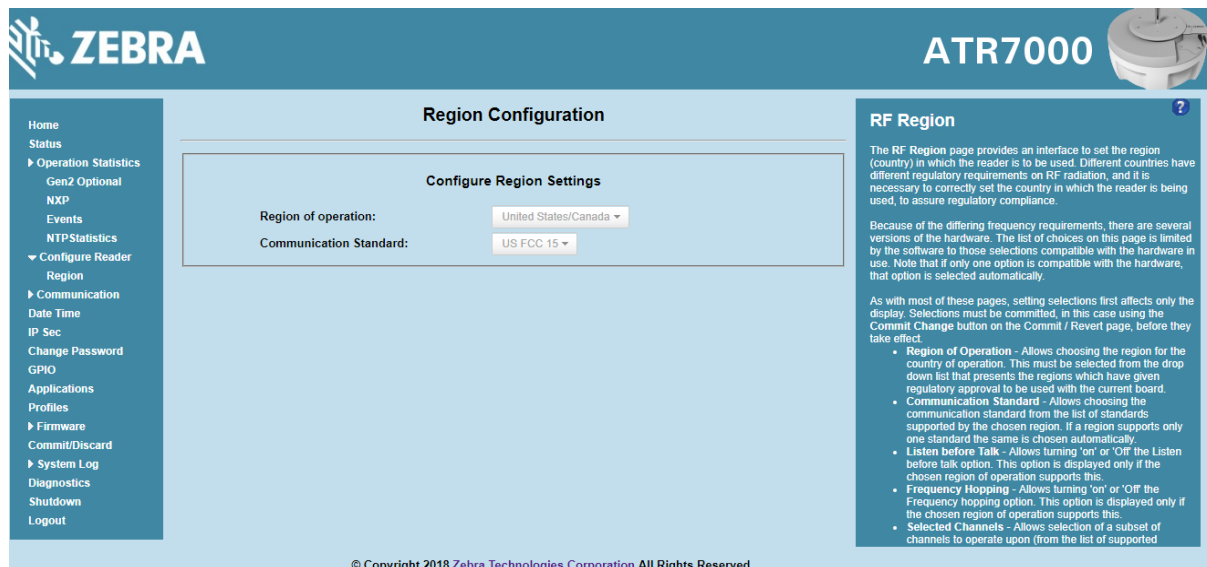 ZEBRA
ATR7000
Home
Status
Operation Statistics
Gen2 Optional
NXP
Events
NTPStatistics
Configure Reader
Region
Communication
Date Time
IP Sec
Change Password
GPIO
Applications
Profiles
Firmware
Commit/Discard
System Log
Diagnostics
Shutdown
Logout
Region Configuration
Configure Region Settings
Region of operation: United States/Canada
Communication Standard: US FCC 15
?
RF Region
The RF Region page provides an interface to set the region
(country) in which the reader is to be used. Different countries have
different regulatory requirements on RF radiation, and it is
necessary to correctly set the country in which the reader is being
used, to assure regulatory compliance.
Because of the differing frequency requirements, there are several
versions of the hardware. The list of choices on this page is limited
by the software to those selections compatible with the hardware in
use. Note that if only one option is compatible with the hardware,
that option is selected automatically.
As with most of these pages, setting selections first affects only the
display. Selections must be committed, in this case using the
Commit Change button on the Commit / Revert page, before they
take effect.
• Region of Operation - Allows choosing the region for the
country of operation. This must be selected from the drop
down list that presents the regions which have given
regulatory approval to be used with the current board.
• Communication Standard - Allows choosing the
communication standard from the list of standards
supported by the chosen region. If a region supports only
one standard the same is chosen automatically.
• Listen before Talk - Allows turning 'on' or 'Off' the Listen
before talk option. This option is displayed only if the
chosen region of operation supports this.
• Frequency Hopping - Allows turning 'on' or 'Off' the
Frequency hopping option. This option is displayed only if
the chosen region of operation supports this.
• Selected Channels - Allows selection of a subset of
channels to operate upon (from the list of supported
© Copyright 2018 Zebra Technologies Corporation All Rights Reserved